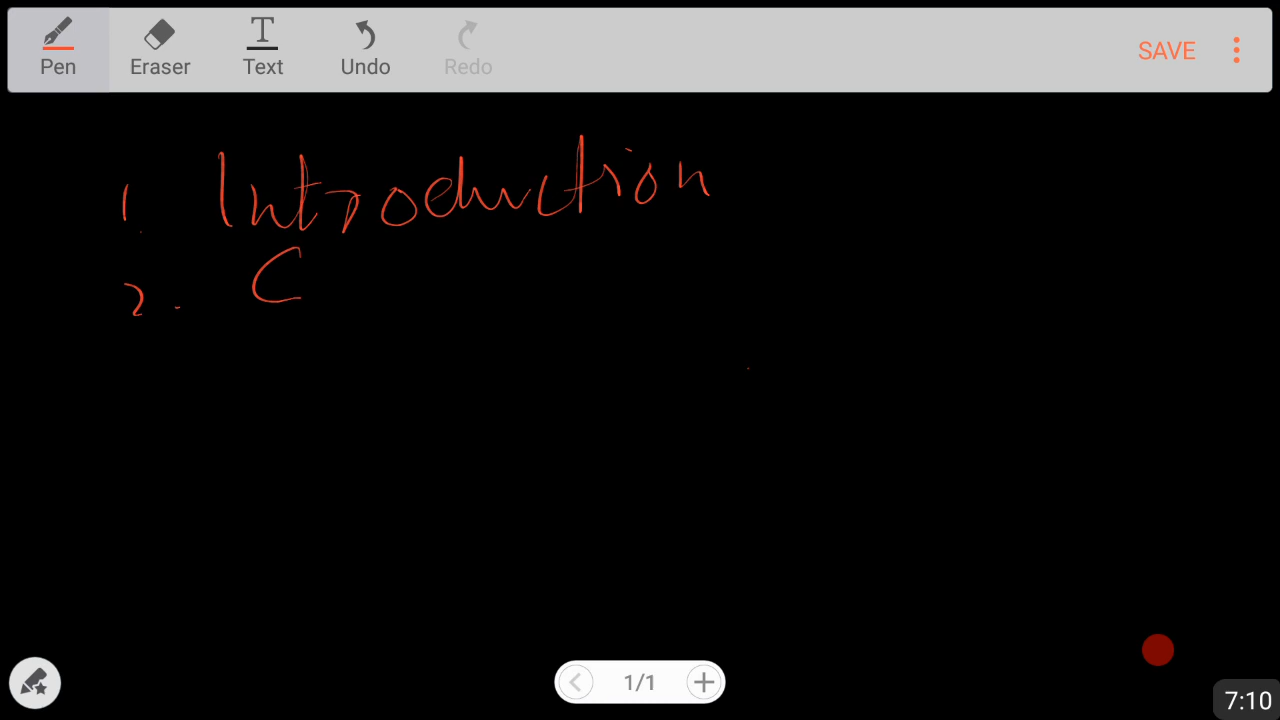 Pen Eraser Text Undo Redo SAVE
1. Introduction
2. C
1/1
7:10